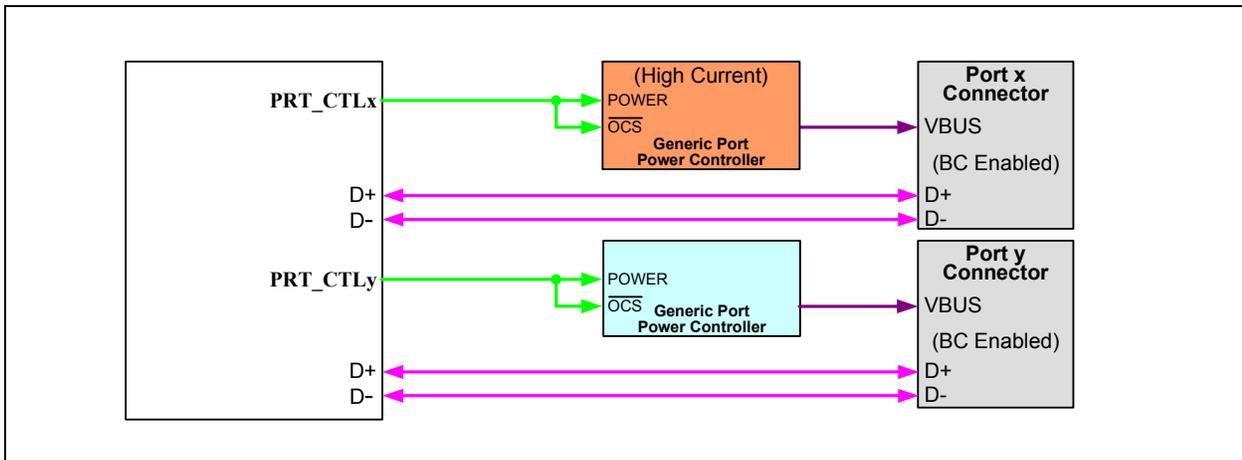 PRT_CTLx
D+
D-
PRT_CTLy
D+
D-
(High Current)
POWER
OCS
Generic Port
Power Controller
POWER
OCS
Generic Port
Power Controller
Port x
Connector
VBUS
(BC Enabled)
D+
D-
Port y
Connector
VBUS
(BC Enabled)
D+
D-